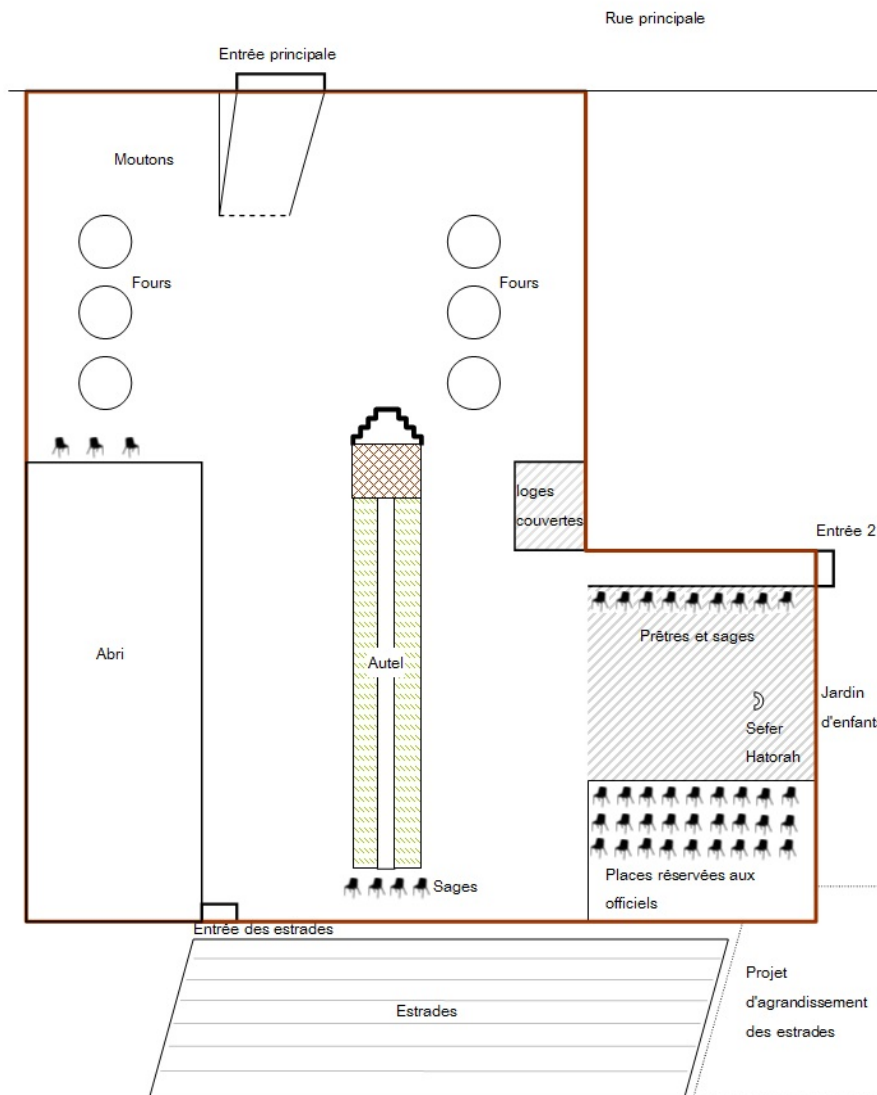 Rue principale
Entrée principale
Moutons
Fours
Fours
loges
couvertes
Entrée 2
Prêtres et sages
Abri
Autel
Jardin
d'enfants
Sefer
Hatorah
Sages
Places réservées aux
officiels
Entrée des estrades
Estrades
Projet
d'agrandissement
des estrades